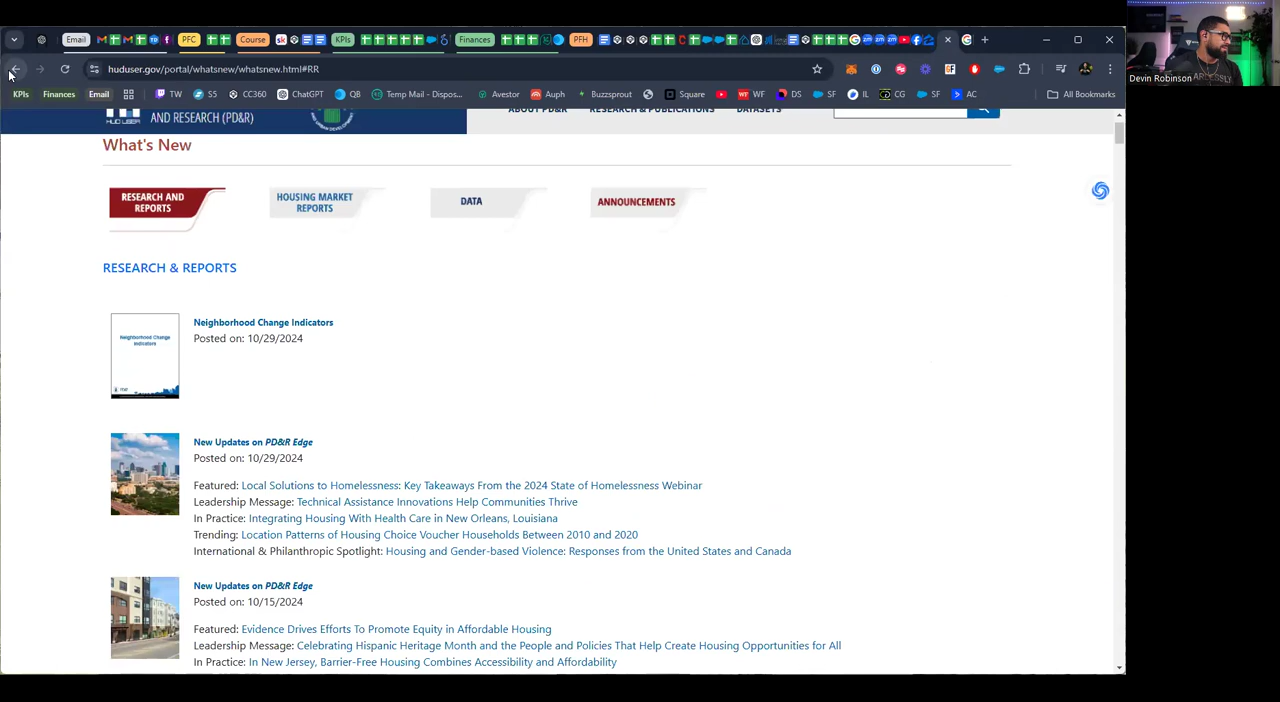 Email
PFC
Course
sk
KPIs
Finances
PFH
huduser.gov/portal/whatsnew/whatsnew.html#RR
KPIs
Finances
Email
TW
SS
CC360
ChatGPT
QB
Temp Mail - Dispos...
Avestor
Calph
Buzzsprout
Square
WT
WF
DS
SF
IL
CG
SF
AC
All Bookmarks
Devin Robinson
HUD USER
AND RESEARCH (PD&R)
ABOUT PD&R
RESEARCH & PUBLICATIONS
DATASETS
What's New
RESEARCH AND
REPORTS
HOUSING MARKET
REPORTS
DATA
ANNOUNCEMENTS
RESEARCH & REPORTS
Neighborhood Change
Indicators
Neighborhood Change Indicators
Posted on: 10/29/2024
New Updates on PD&R Edge
Posted on: 10/29/2024
Featured: Local Solutions to Homelessness: Key Takeaways From the 2024 State of Homelessness Webinar
Leadership Message: Technical Assistance Innovations Help Communities Thrive
In Practice: Integrating Housing With Health Care in New Orleans, Louisiana
Trending: Location Patterns of Housing Choice Voucher Households Between 2010 and 2020
International & Philanthropic Spotlight: Housing and Gender-based Violence: Responses from the United States and Canada
New Updates on PD&R Edge
Posted on: 10/15/2024
Featured: Evidence Drives Efforts To Promote Equity in Affordable Housing
Leadership Message: Celebrating Hispanic Heritage Month and the People and Policies That Help Create Housing Opportunities for All
In Practice: In New Jersey, Barrier-Free Housing Combines Accessibility and Affordability